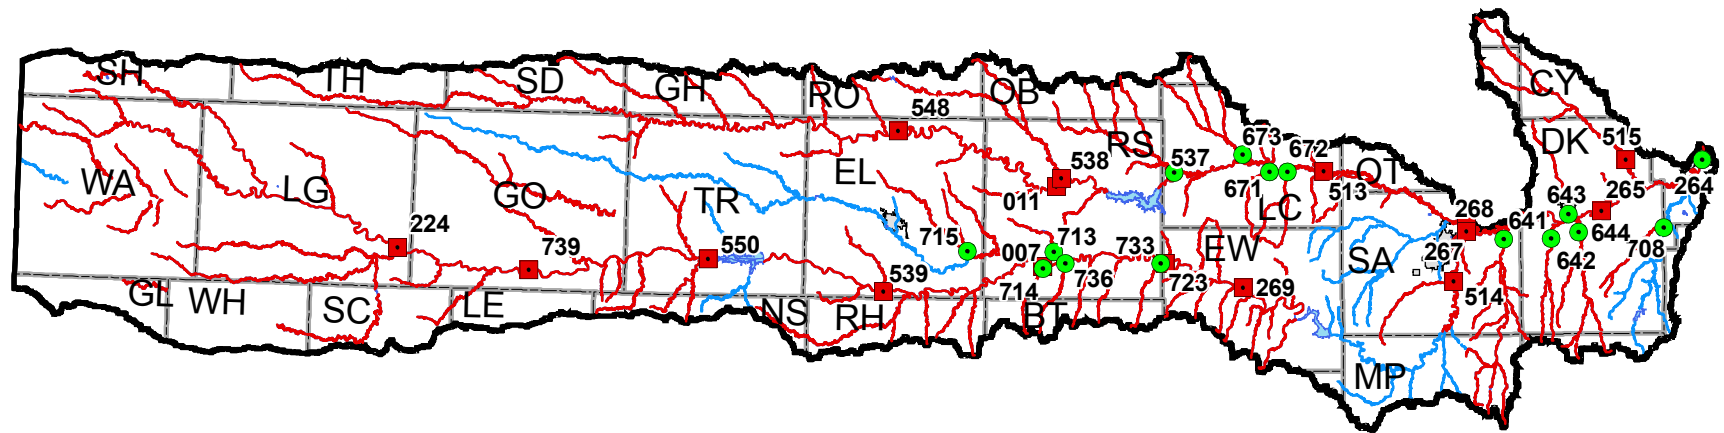 SH
TH
SD
GH
RO
OB
CY
548
RS
673
672
DK
515
WA
LG
GO
TR
EL
538
537
OT
011
671
513
LC
643
265
264
224
739
550
715
007
713
733
EW
268
641
SA
267
644
708
642
539
714
736
723
269
514
GL
WH
SC
LE
NS
RH
BT
MP